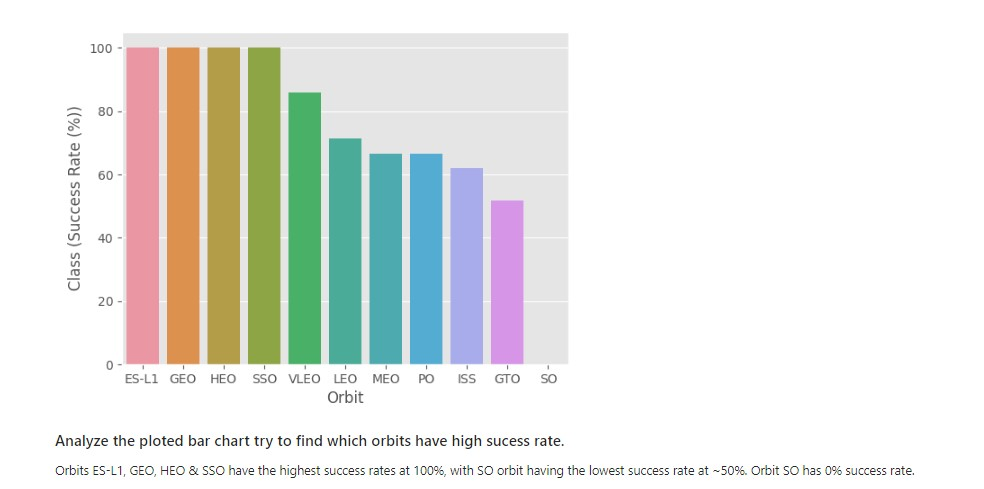 100
80
60
40
20
0
Class (Success Rate (%))
ES-L1 GEO HEO SSO VLEO LEO MEO PO ISS GTO SO
Orbit
Analyze the ploted bar chart try to find which orbits have high sucess rate.
Orbits ES-L1, GEO, HEO & SSO have the highest success rates at 100%, with SO orbit having the lowest success rate at ~50%. Orbit SO has 0% success rate.